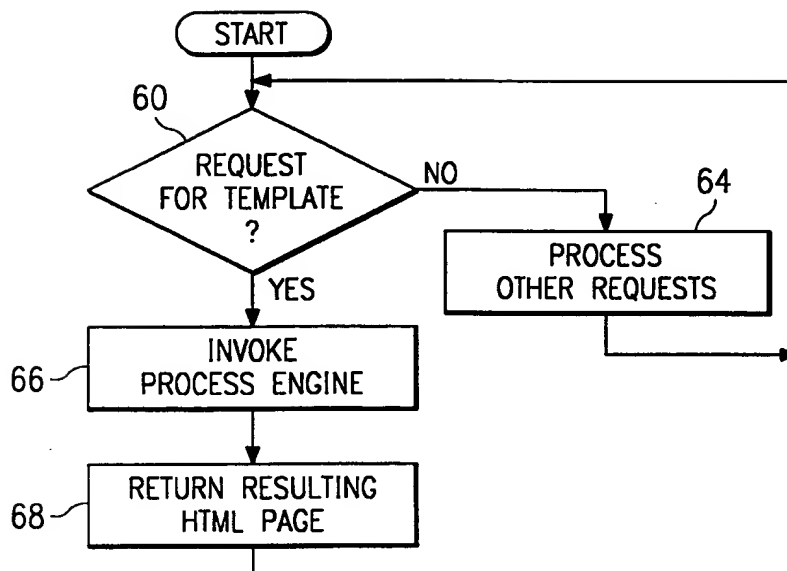 START
60
REQUEST
FOR TEMPLATE
?
NO
YES
64
PROCESS
OTHER REQUESTS
66
INVOKE
PROCESS ENGINE
68
RETURN RESULTING
HTML PAGE